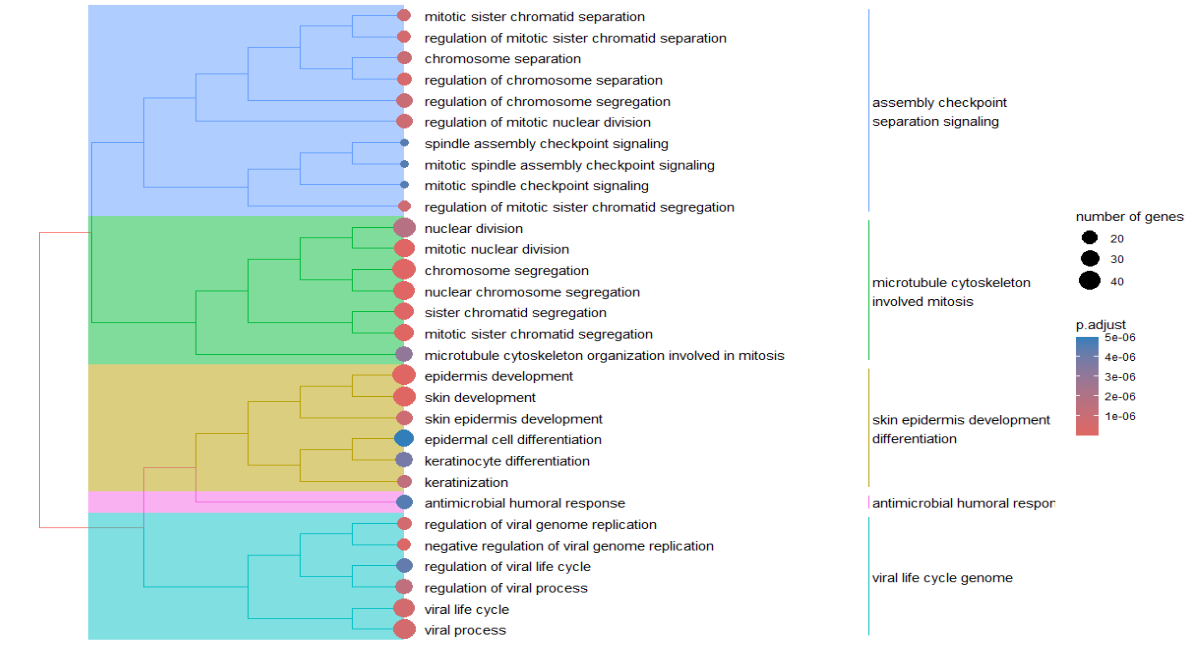 mitotic sister chromatid separation
regulation of mitotic sister chromatid separation
chromosome separation
regulation of chromosome separation
regulation of chromosome segregation
regulation of mitotic nuclear division
spindle assembly checkpoint signaling
mitotic spindle assembly checkpoint signaling
mitotic spindle checkpoint signaling
regulation of mitotic sister chromatid segregation
nuclear division
mitotic nuclear division
chromosome segregation
nuclear chromosome segregation
sister chromatid segregation
mitotic sister chromatid segregation
microtubule cytoskeleton organization involved in mitosis
epidermis development
skin development
skin epidermis development
epidermal cell differentiation
keratinocyte differentiation
keratinization
antimicrobial humoral response
regulation of viral genome replication
negative regulation of viral genome replication
regulation of viral life cycle
regulation of viral process
viral life cycle
viral process
assembly checkpoint
separation signaling
microtubule cytoskeleton
involved mitosis
skin epidermis development
differentiation
antimicrobial humoral respor
viral life cycle genome
number of genes
20
30
40
p.adjust
5e-06
4e-06
3e-06
2e-06
1e-06